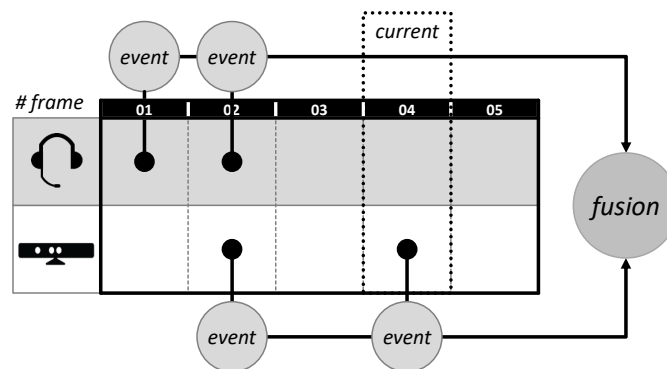 current
event event
# frame
01 02 03 04 05
fusion
event event